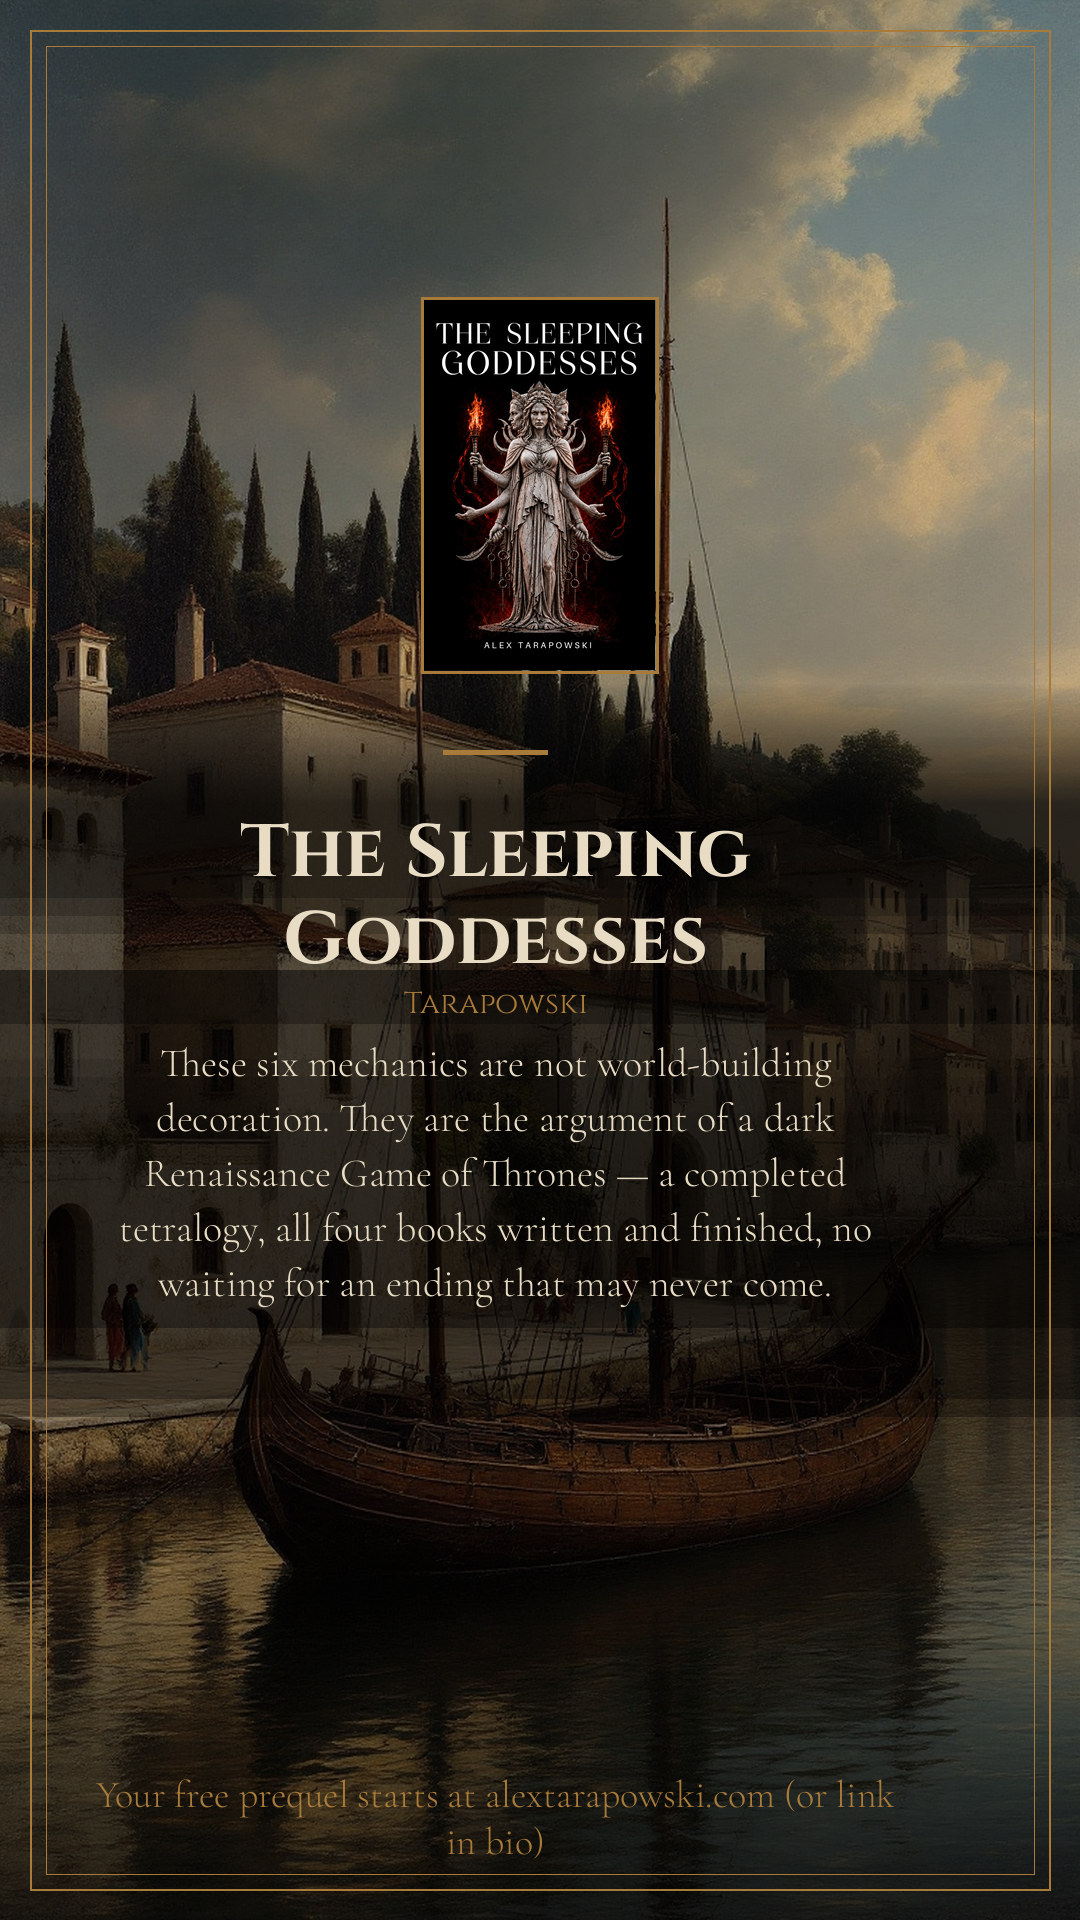 THE SLEEPING
GODDESSES
ALEX TARAPOWSKI
The Sleeping
Goddesses
Tarapowski
These six mechanics are not world-building
decoration. They are the argument of a dark
Renaissance Game of Thrones — a completed
tetralogy, all four books written and finished, no
waiting for an ending that may never come.
Your free prequel starts at alextarapowski.com (or link
in bio)